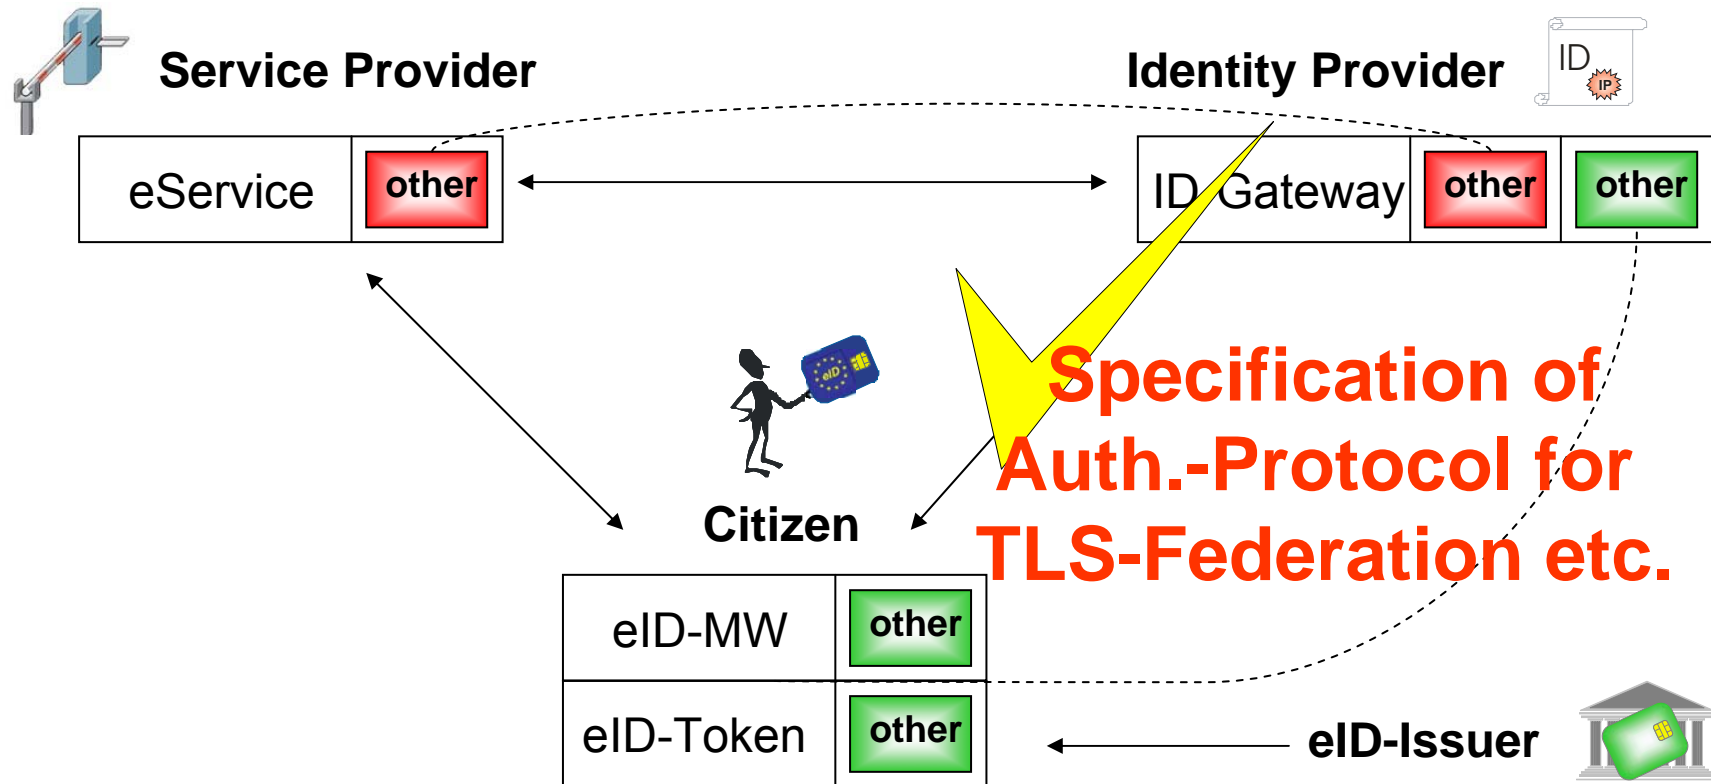 Service Provider
Identity Provider
ID
IP
eService
other
ID-Gateway
other
other
eID
Specification of
Auth.-Protocol for
TLS-Federation etc.
Citizen
eID-MW
other
eID-Token
other
eID-Issuer